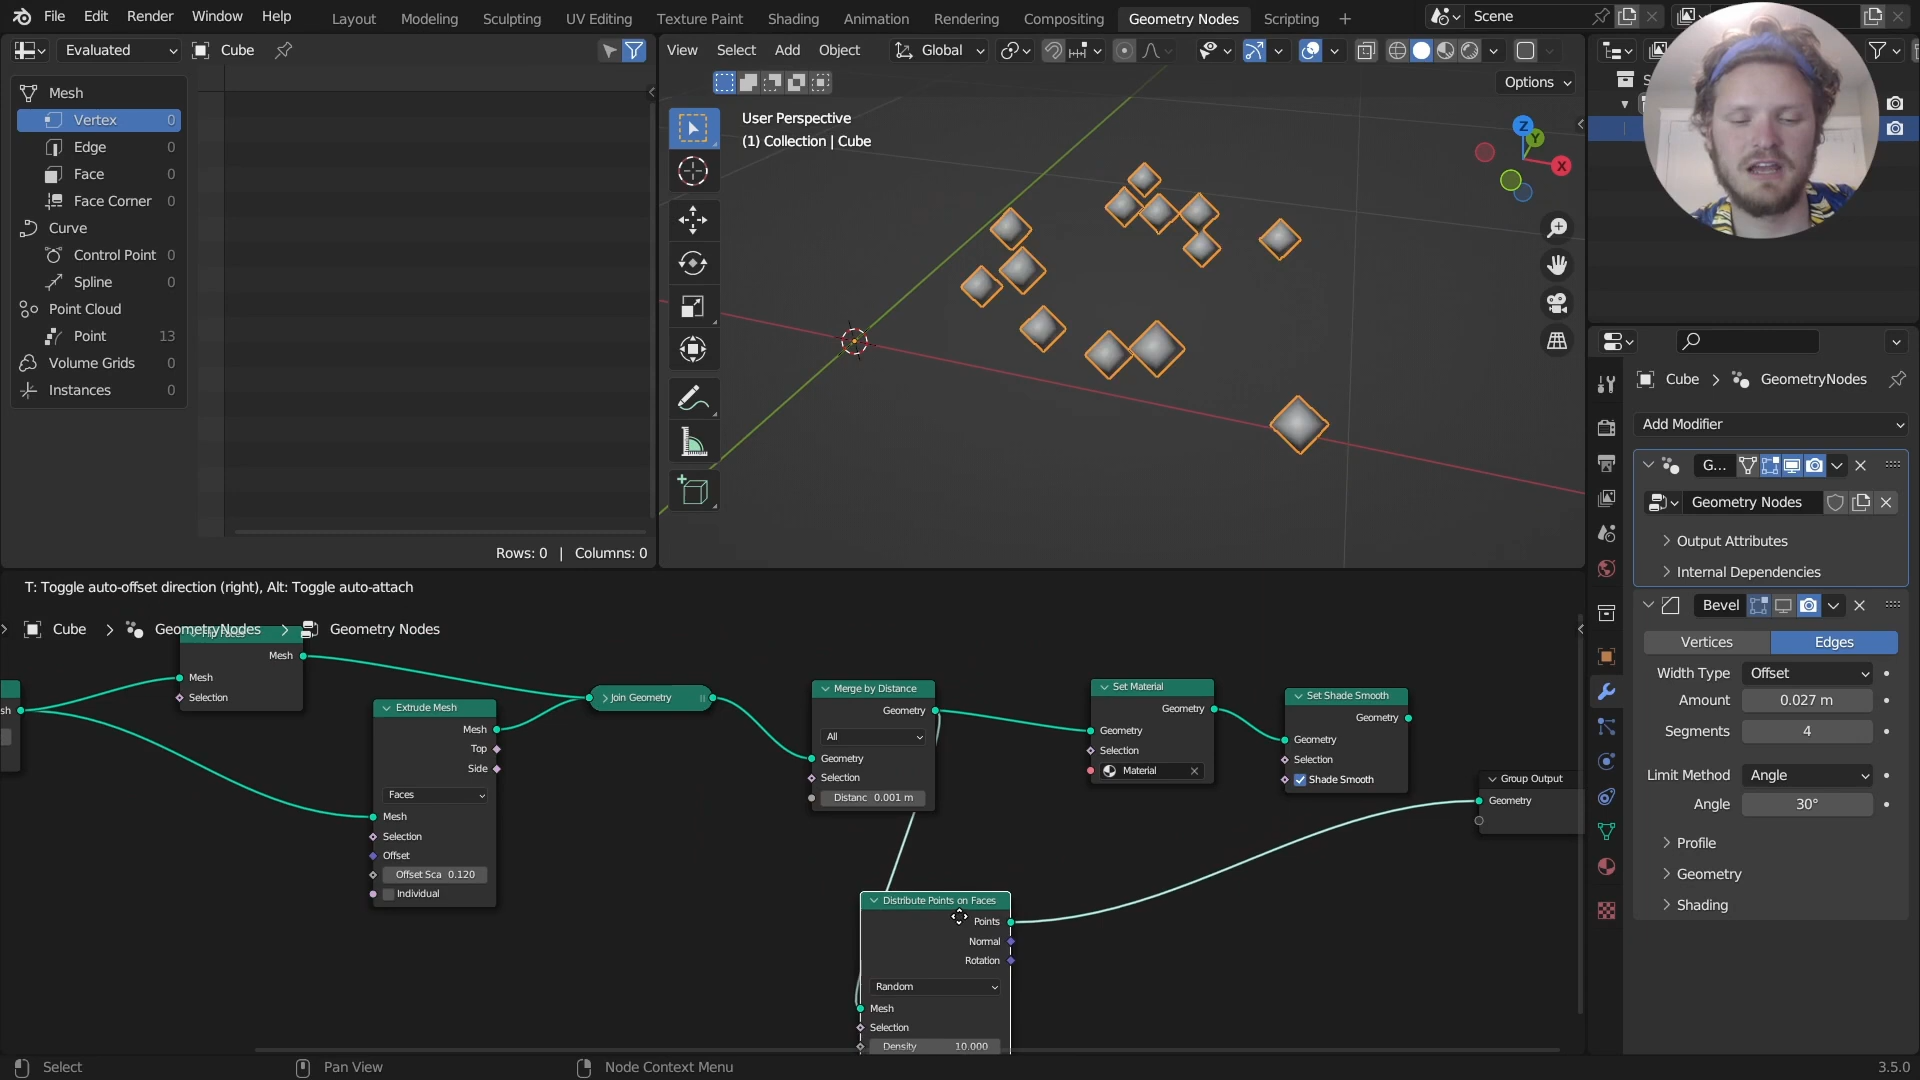 File Edit Render Window Help Layout Modeling Sculpting UV Editing Texture Paint Shading Animation Rendering Compositing Geometry Nodes Scripting + Scene
Evaluated Cube
View Select Add Object Global
Options
Mesh
Vertex 0
Edge 0
Face 0
Face Corner 0
Curve
Control Point 0
Spline 0
Point Cloud
Point 13
Volume Grids 0
Instances 0
Rows: 0 | Columns: 0
User Perspective
(1) Collection | Cube
Z
Y
X
Cube > GeometryNodes
Add Modifier
G...
Geometry Nodes
Output Attributes
Internal Dependencies
Bevel
Vertices Edges
Width Type Offset
Amount 0.027 m
Segments 4
Limit Method Angle
Angle 30°
Profile
Geometry
Shading
T: Toggle auto-offset direction (right), Alt: Toggle auto-attach
Cube > GeometryNodes > Geometry Nodes
Mesh
Mesh
Selection
Extrude Mesh
Mesh
Top
Side
Faces
Mesh
Selection
Offset
Offset Sca 0.120
Individual
Join Geometry
Merge by Distance
Geometry
All
Geometry
Selection
Distanc 0.001 m
Set Material
Geometry
Geometry
Selection
Material
Set Shade Smooth
Geometry
Geometry
Selection
Shade Smooth
Group Output
Geometry
Distribute Points on Faces
Points
Normal
Rotation
Random
Mesh
Selection
Density 10.000
Select Pan View Node Context Menu 3.5.0